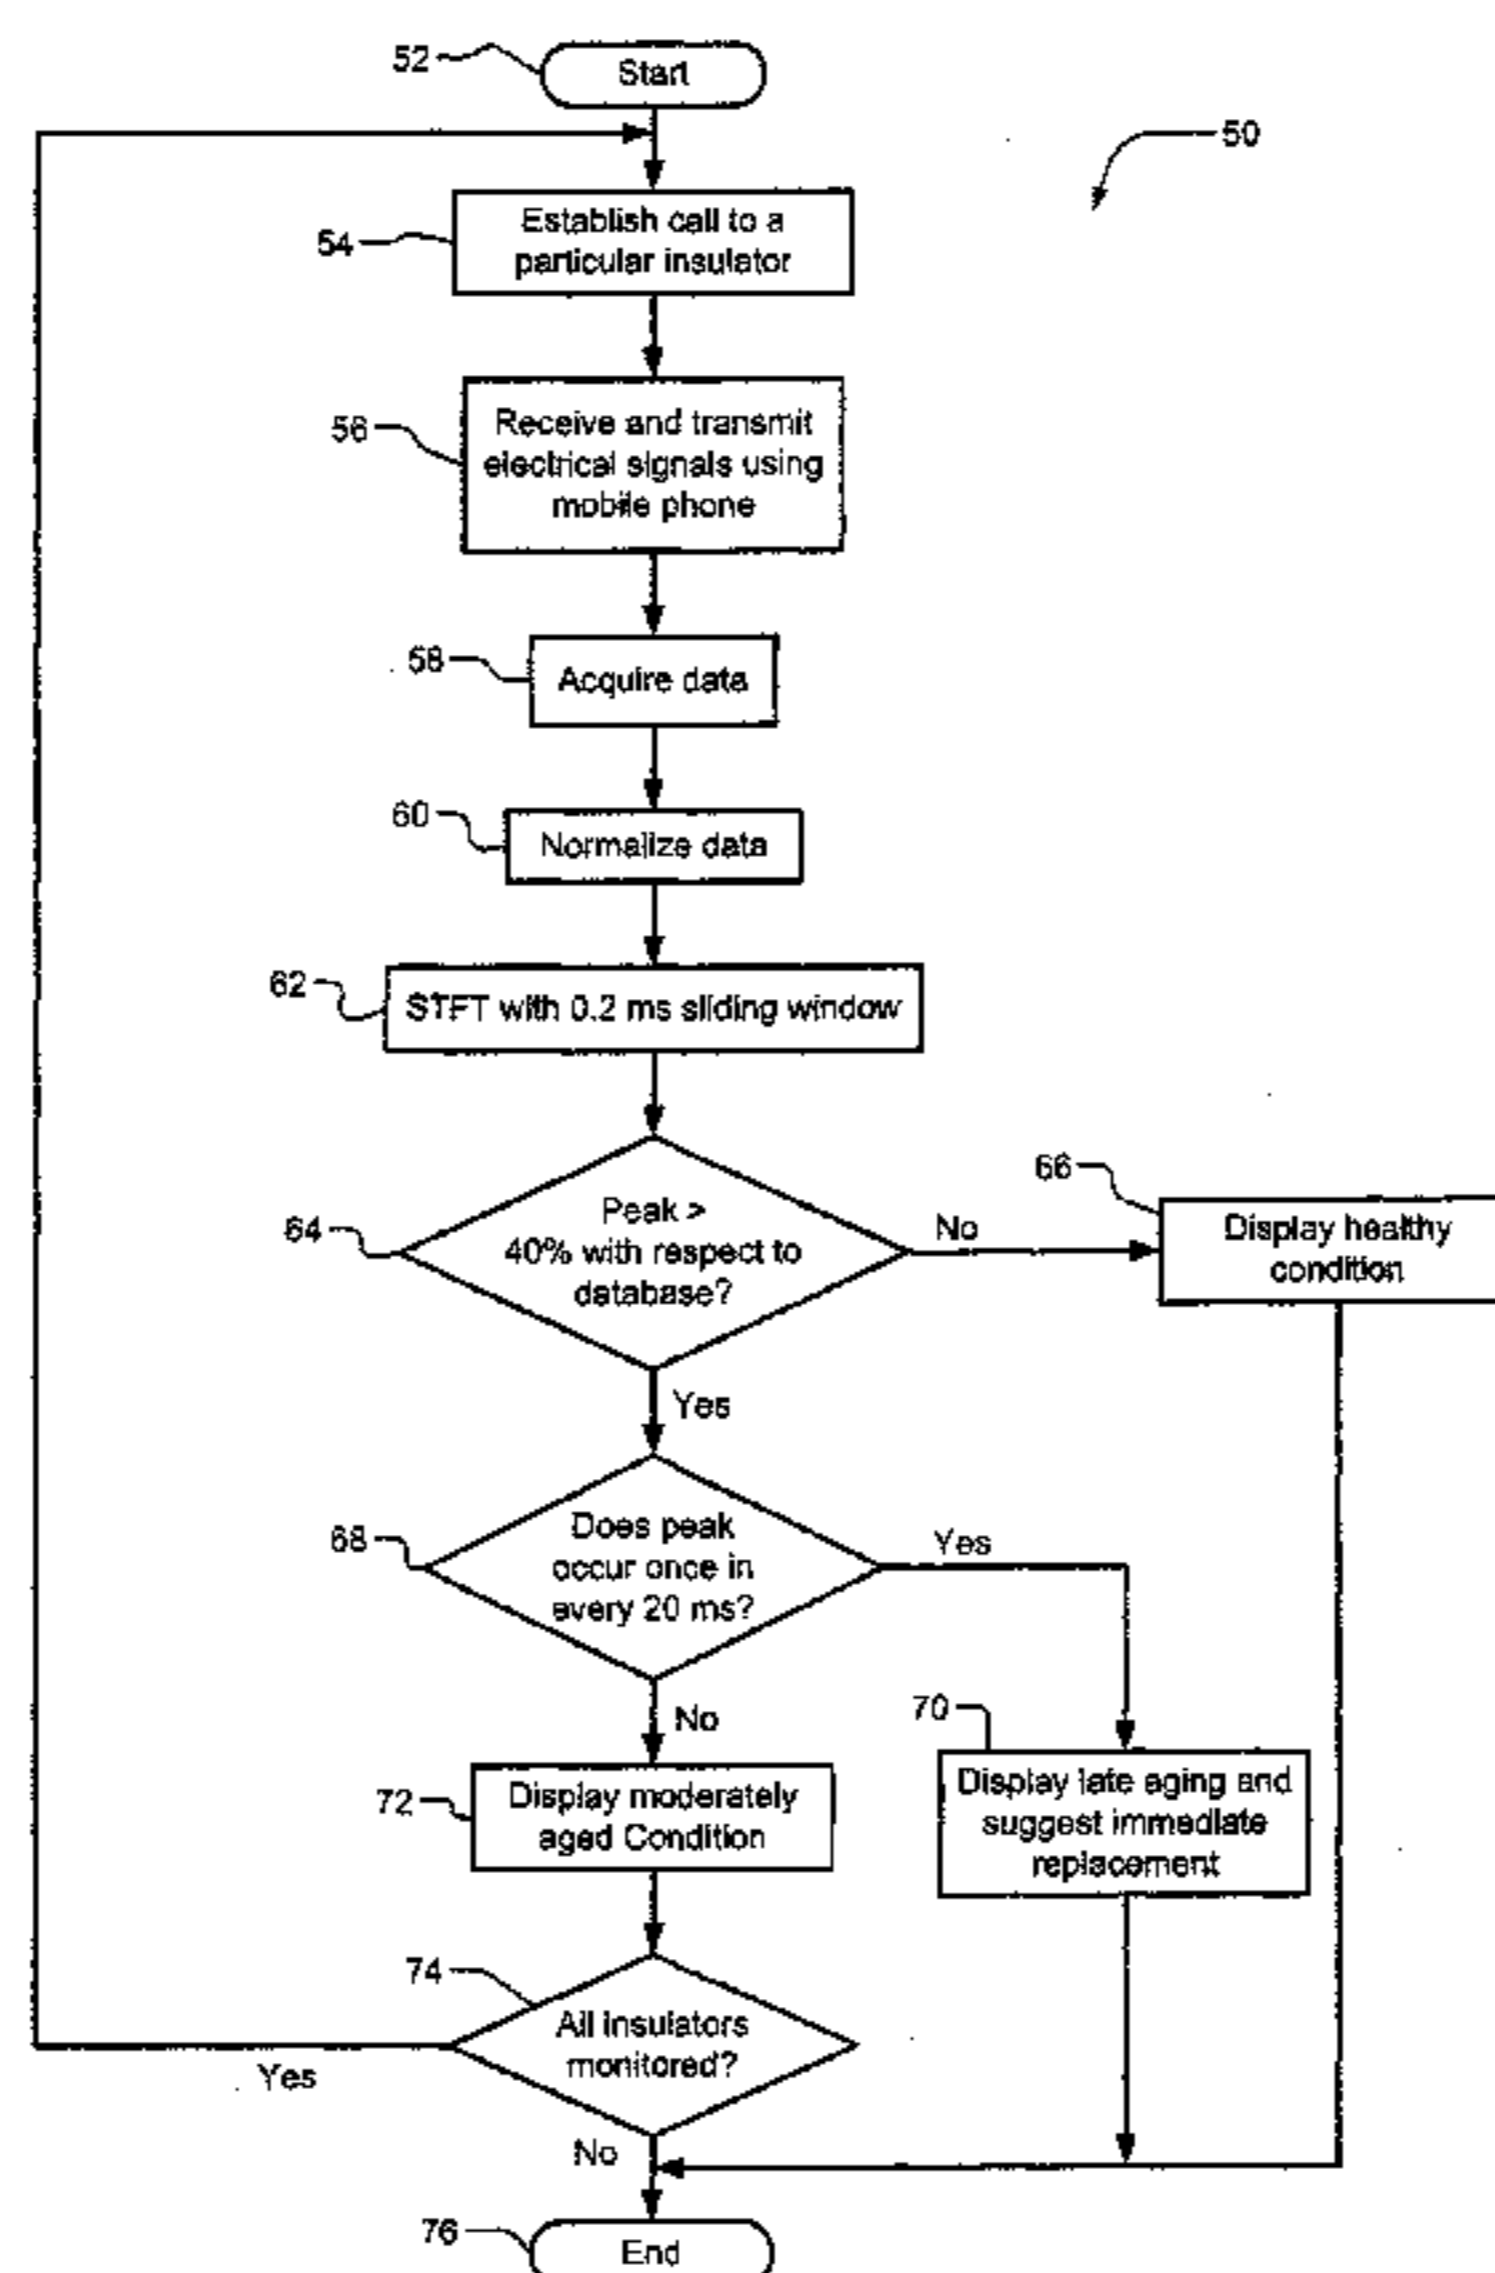 52
Start
50
54
Establish call to a
particular insulator
56
Receive and transmit
electrical signals using
mobile phone
58
Acquire data
60
Normalize data
62
STFT with 0.2 ms sliding window
64
Peak >
40% with respect to
database?
No
66
Display healthy
condition
Yes
68
Does peak
occur once in
every 20 ms?
Yes
No
70
Display late aging and
suggest immediate
replacement
72
Display moderately
aged Condition
74
All insulators
monitored?
Yes
No
76
End